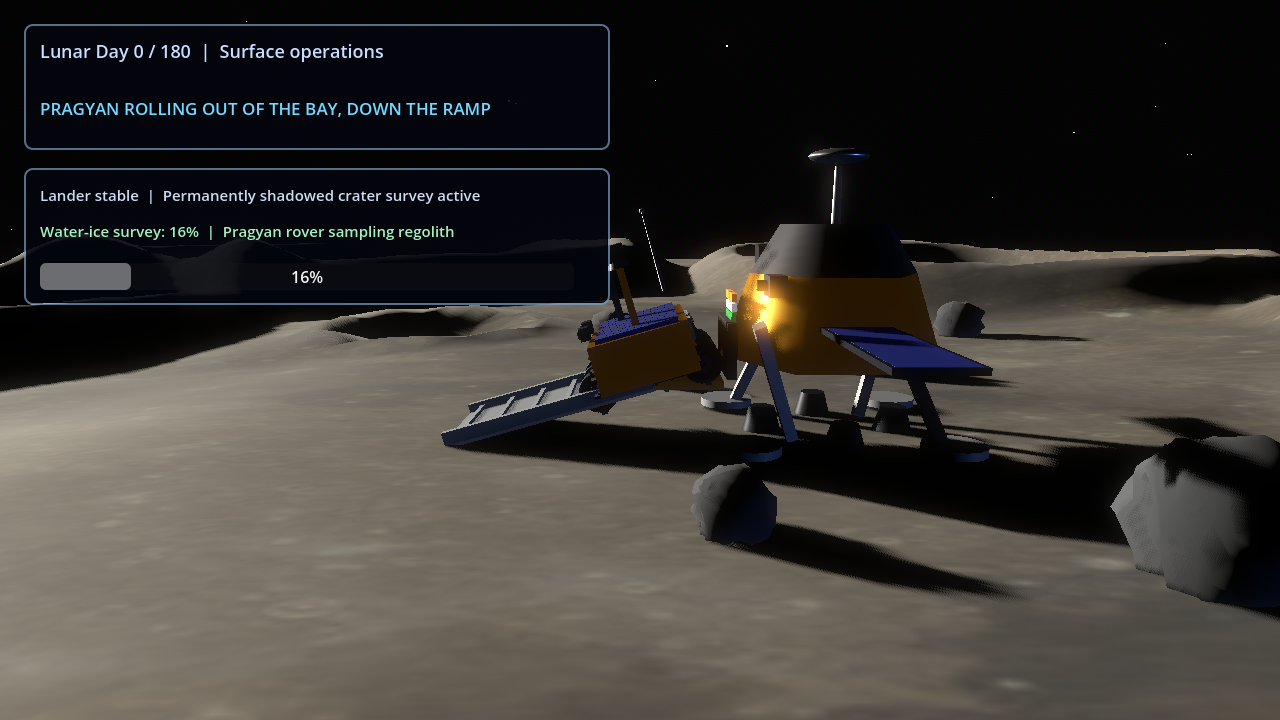 Lunar Day 0 / 180 | Surface operations
PRAGYAN ROLLING OUT OF THE BAY, DOWN THE RAMP
Lander stable | Permanently shadowed crater survey active
Water-ice survey: 16% | Pragyan rover sampling regolith
16%